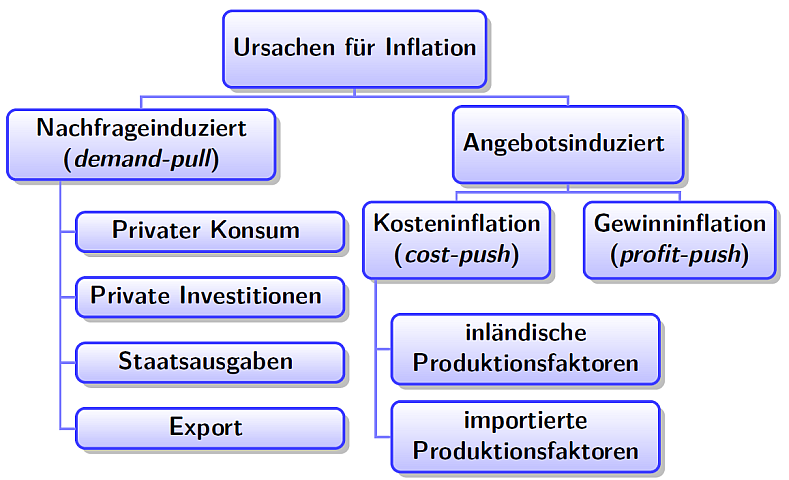 Ursachen für Inflation
Nachfrageinduziert
(demand-pull)
Privater Konsum
Private Investitionen
Staatsausgaben
Export
Angebotsinduziert
Kosteninflation
(cost-push)
inländische
Produktionsfaktoren
importierte
Produktionsfaktoren
Gewinninflation
(profit-push)